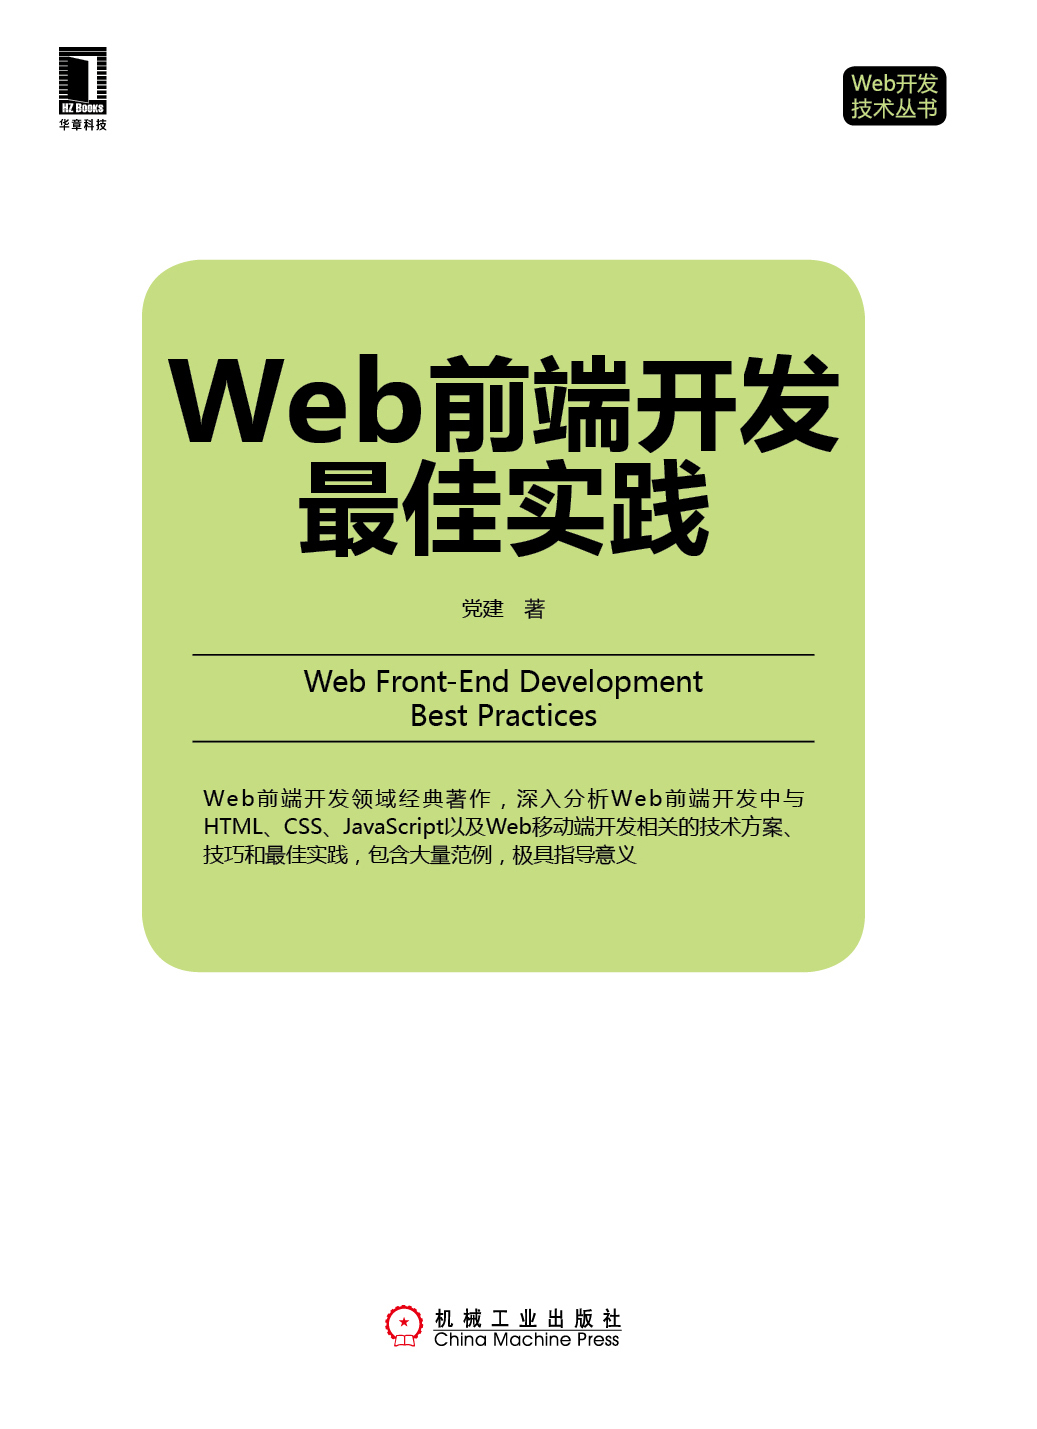 HZ BOOKS
华章科技
Web开发
技术丛书
Web前端开发
最佳实践
党建 著
Web Front-End Development
Best Practices
Web前端开发领域经典著作，深入分析Web前端开发中与
HTML、CSS、JavaScript以及Web移动端开发相关的技术方案、
技巧和最佳实践，包含大量范例，极具指导意义
机械工业出版社
China Machine Press